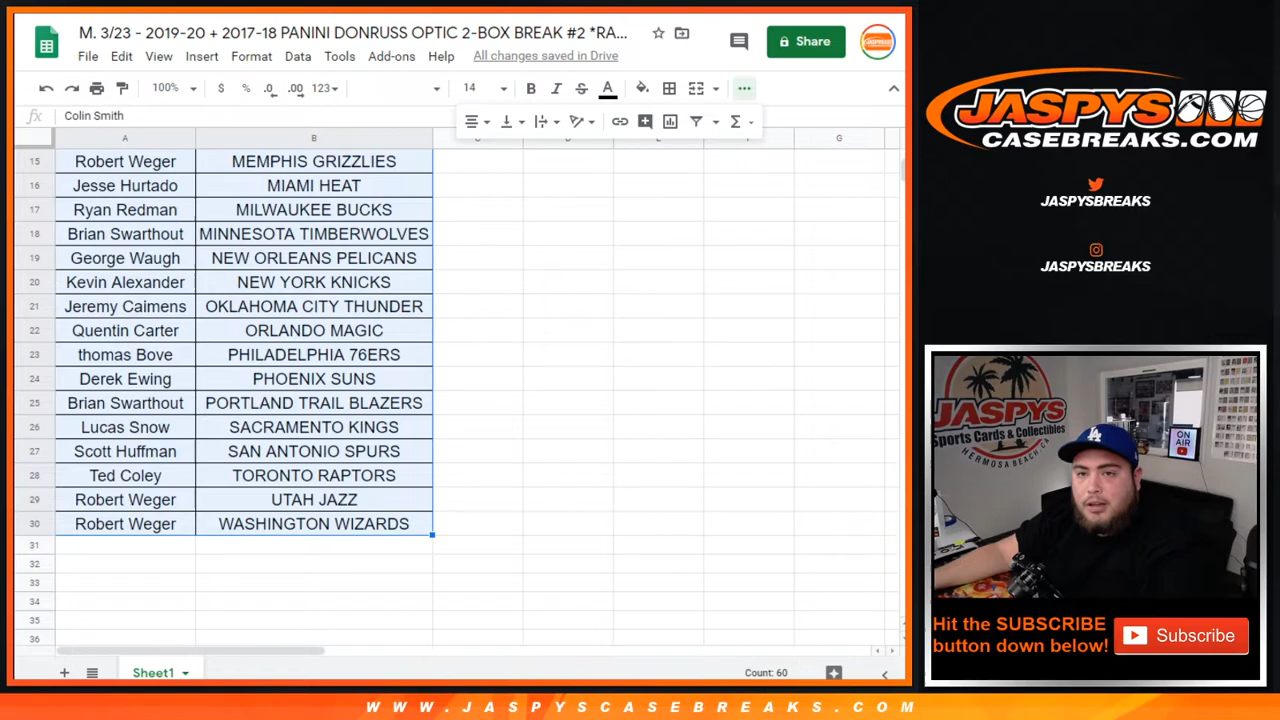 M. 3/23 - 2019-20 + 2017-18 PANINI DONRUSS OPTIC 2-BOX BREAK #2 *RA...
File Edit View Insert Format Data Tools Add-ons Help All changes saved in Drive
Share
100% $ % .0 .00 123 14 B I S A
fx Colin Smith
A B C D E F G
15 Robert Weger MEMPHIS GRIZZLIES
16 Jesse Hurtado MIAMI HEAT
17 Ryan Redman MILWAUKEE BUCKS
18 Brian Swarthout MINNESOTA TIMBERWOLVES
19 George Waugh NEW ORLEANS PELICANS
20 Kevin Alexander NEW YORK KNICKS
21 Jeremy Caimens OKLAHOMA CITY THUNDER
22 Quentin Carter ORLANDO MAGIC
23 thomas Bove PHILADELPHIA 76ERS
24 Derek Ewing PHOENIX SUNS
25 Brian Swarthout PORTLAND TRAIL BLAZERS
26 Lucas Snow SACRAMENTO KINGS
27 Scott Huffman SAN ANTONIO SPURS
28 Ted Coley TORONTO RAPTORS
29 Robert Weger UTAH JAZZ
30 Robert Weger WASHINGTON WIZARDS
31
32
33
34
35
36
Sheet1
Count: 60
JASPYS
CASEBREAKS.COM
JASPYSBREAKS
JASPYSBREAKS
JASPYS
Sports Cards & Collectibles
HERMOSA BEACH, CA
ON
AIR
LA
Hit the SUBSCRIBE
button down below!
Subscribe
WWW.JASPYSCASEBREAKS.COM